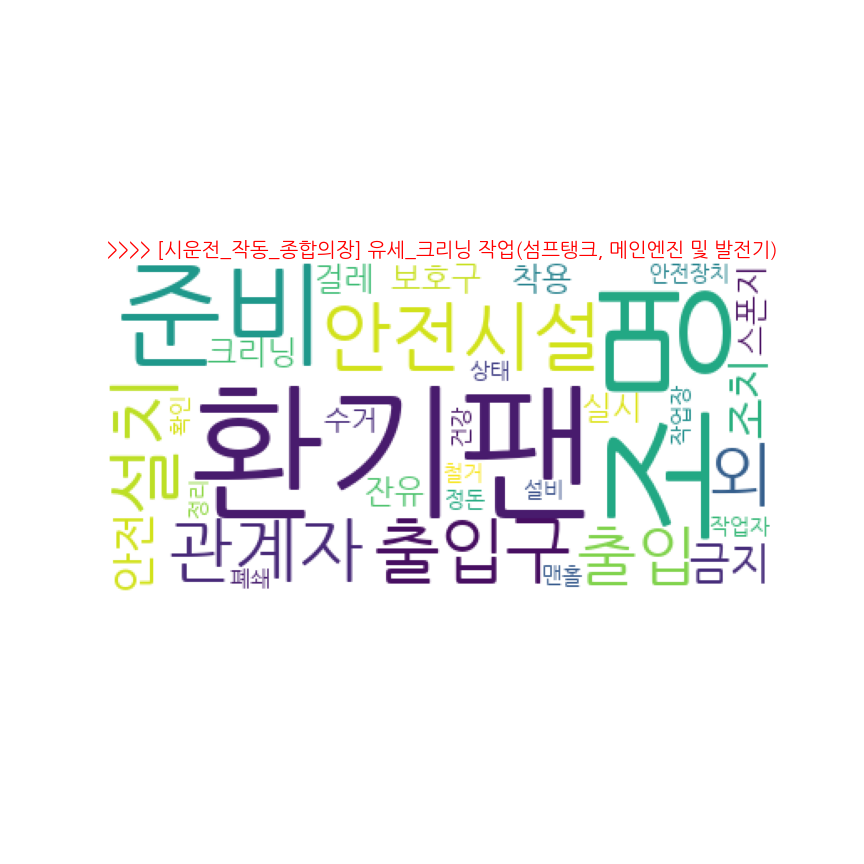 >>>> [시운전_작동_종합의장] 유세_크리닝 작업(섬프탱크, 메인엔진 및 발전기)
준비
걸레
보호구
착용
안전장치
스폰지
조명
안전시설
크리닝
상태
환기팬
설치
확인
수거
건강
실시
작업장
조치
외
철거
잔유
정돈
설비
정리
안전
관계자
출입구
출입
작업자
금지
폐쇄
맨홀